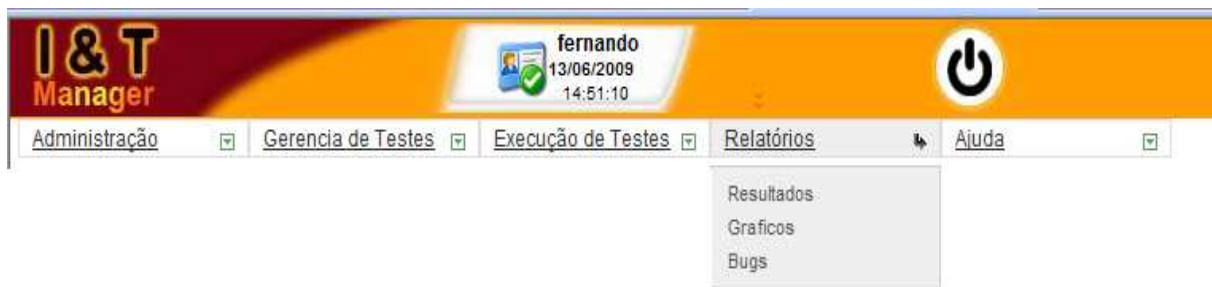 I & T
Manager
fernando
13/06/2009
14:51:10
Administração Gerencia de Testes Execução de Testes Relatórios Ajuda
Resultados
Graficos
Bugs